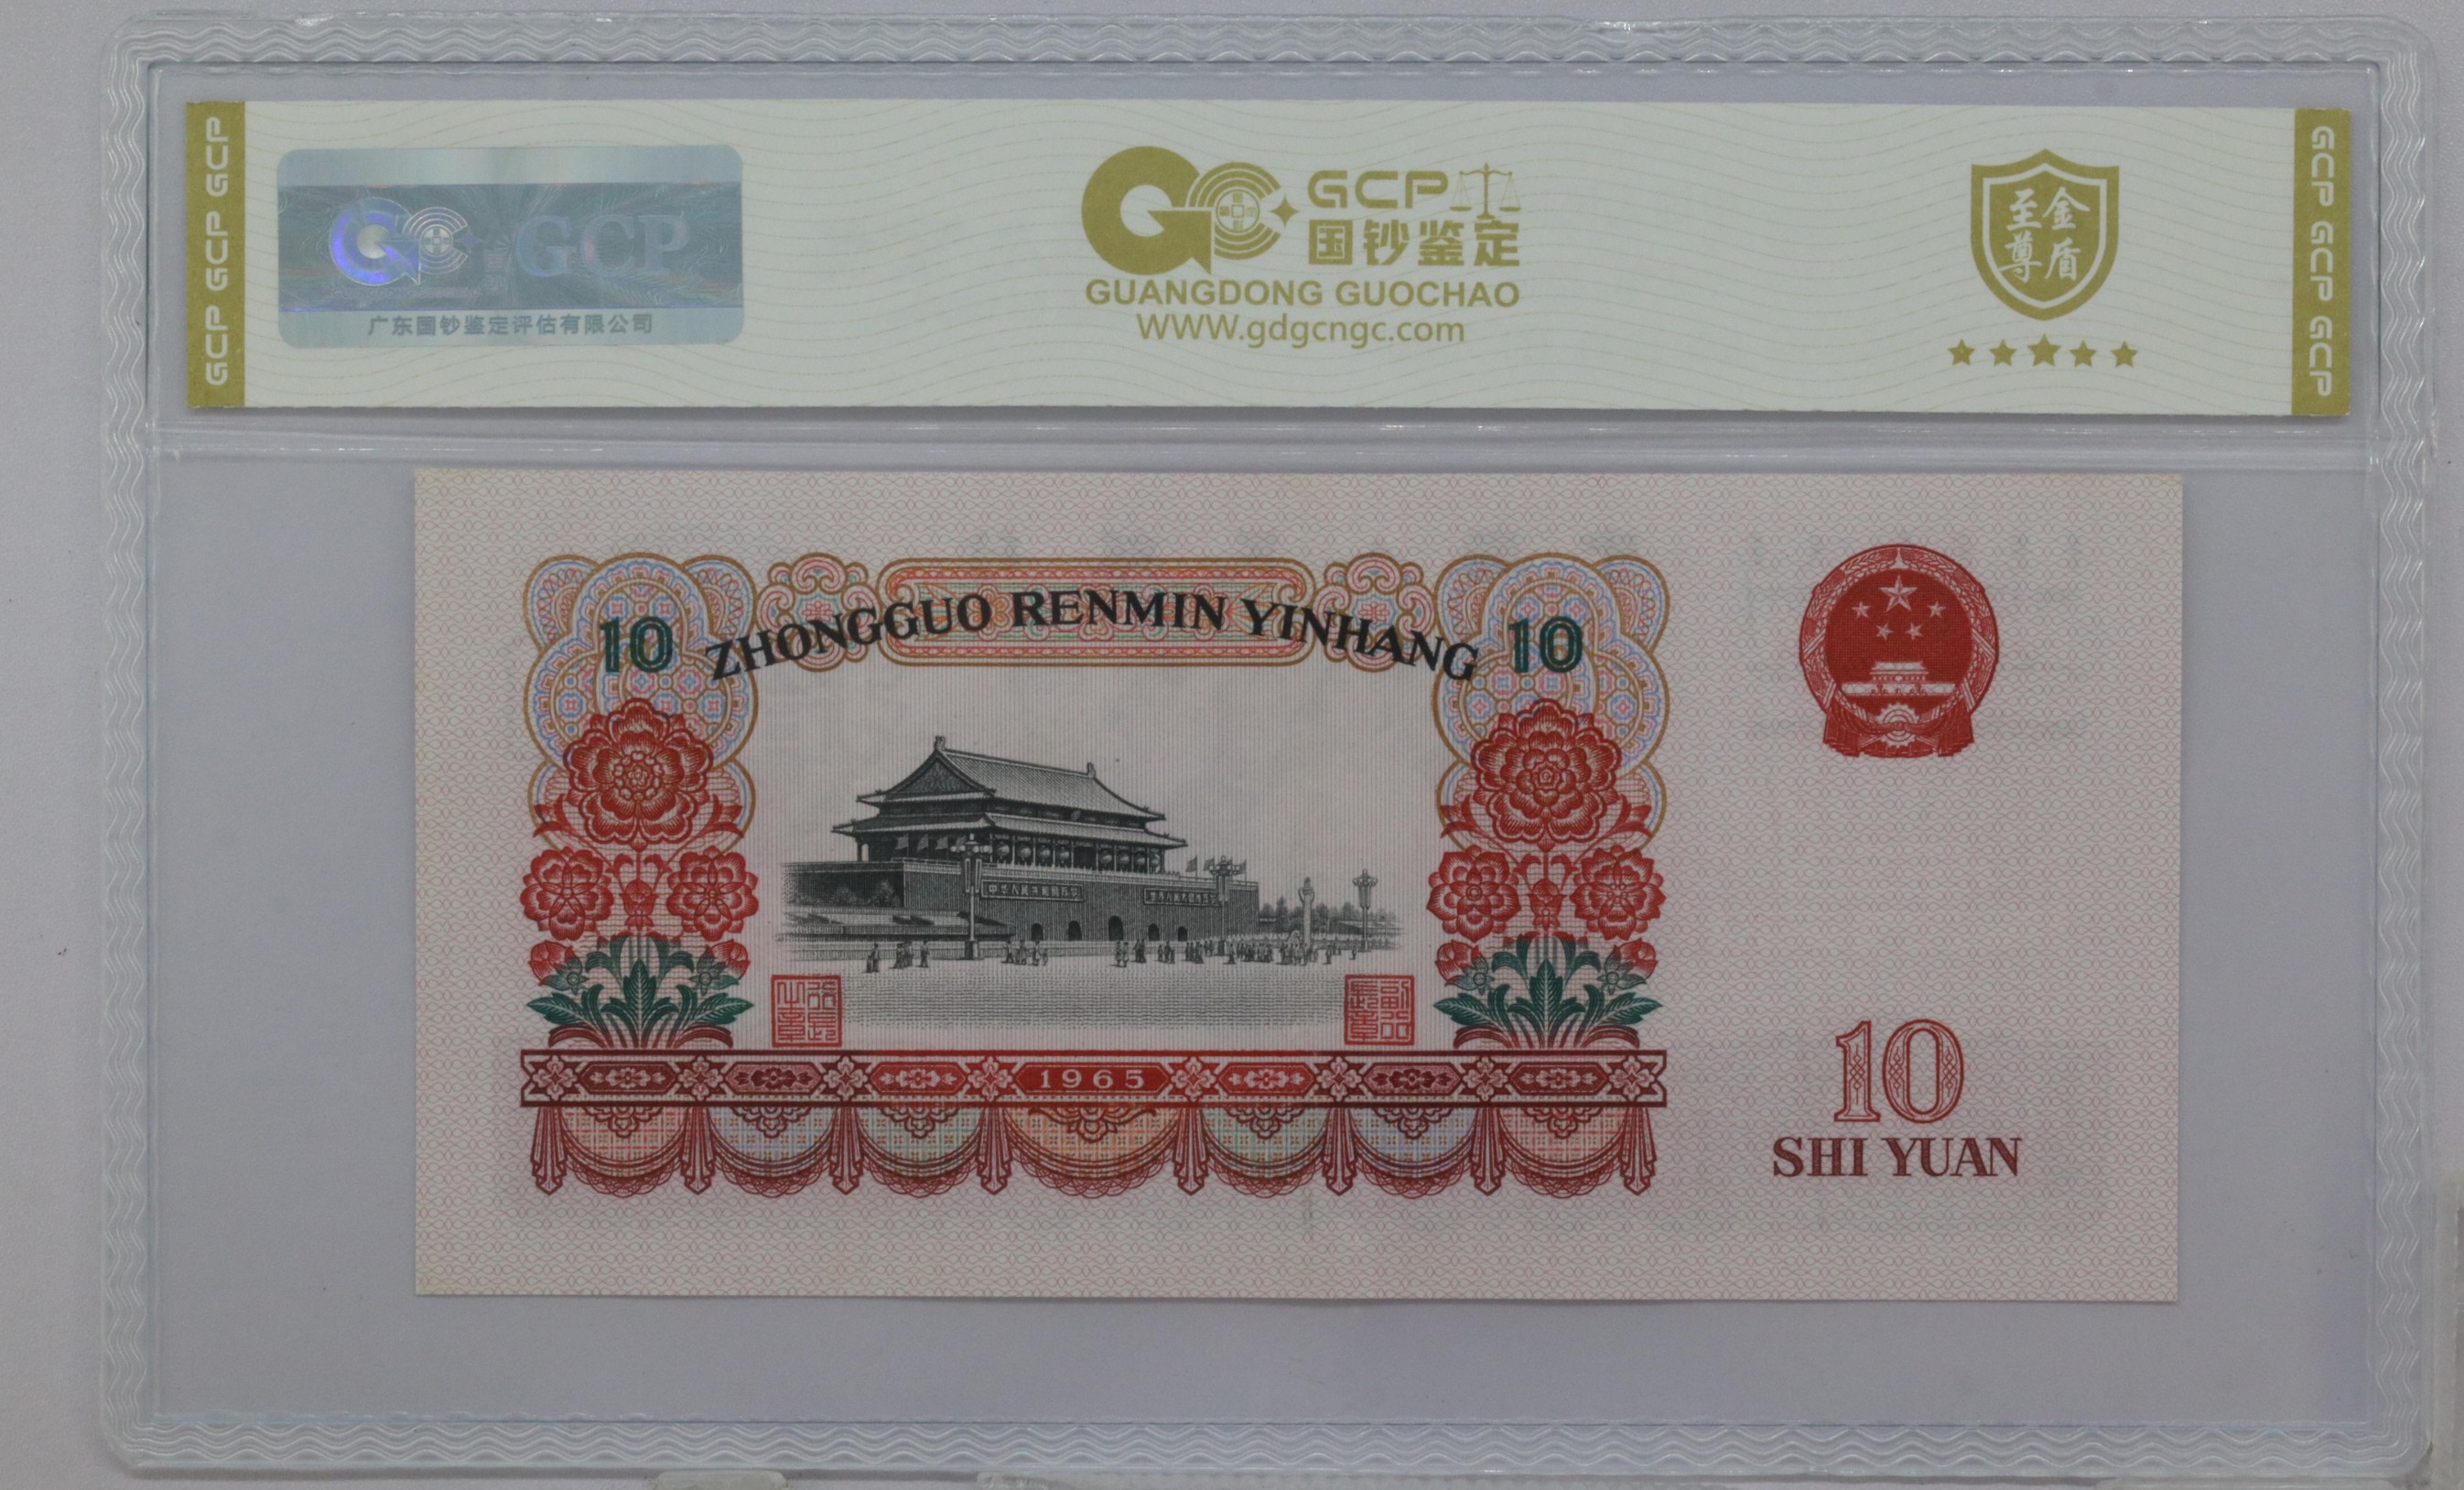 GCP GCP GCP
GCP
广东国钞鉴定评估有限公司
GCP
国钞鉴定
GUANGDONG GUOCHAO
WWW.gdgcngc.com
至尊
金盾
GCP GCP GCP
10 ZHONGGUO RENMIN YINHANG 10
1965
10
SHI YUAN